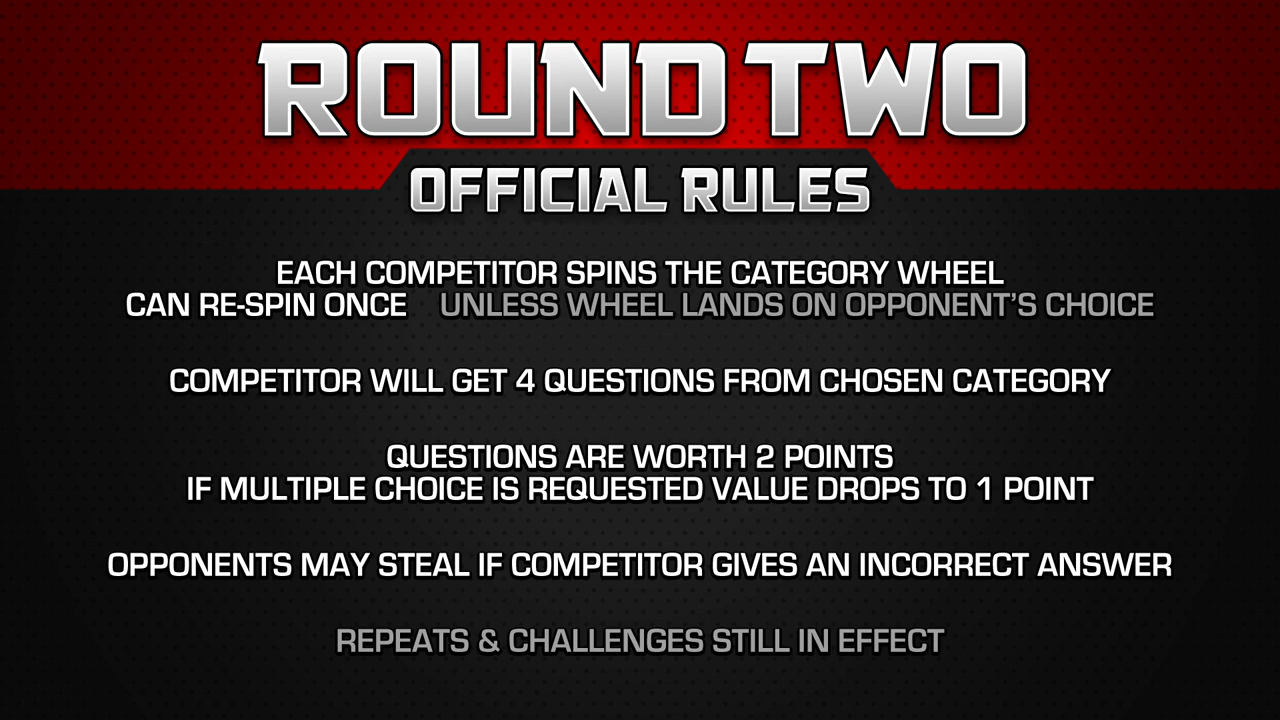 ROUND TWO
OFFICIAL RULES
EACH COMPETITOR SPINS THE CATEGORY WHEEL
CAN RE-SPIN ONCE UNLESS WHEEL LANDS ON OPPONENT'S CHOICE
COMPETITOR WILL GET 4 QUESTIONS FROM CHOSEN CATEGORY
QUESTIONS ARE WORTH 2 POINTS
IF MULTIPLE CHOICE IS REQUESTED VALUE DROPS TO 1 POINT
OPPONENTS MAY STEAL IF COMPETITOR GIVES AN INCORRECT ANSWER
REPEATS & CHALLENGES STILL IN EFFECT